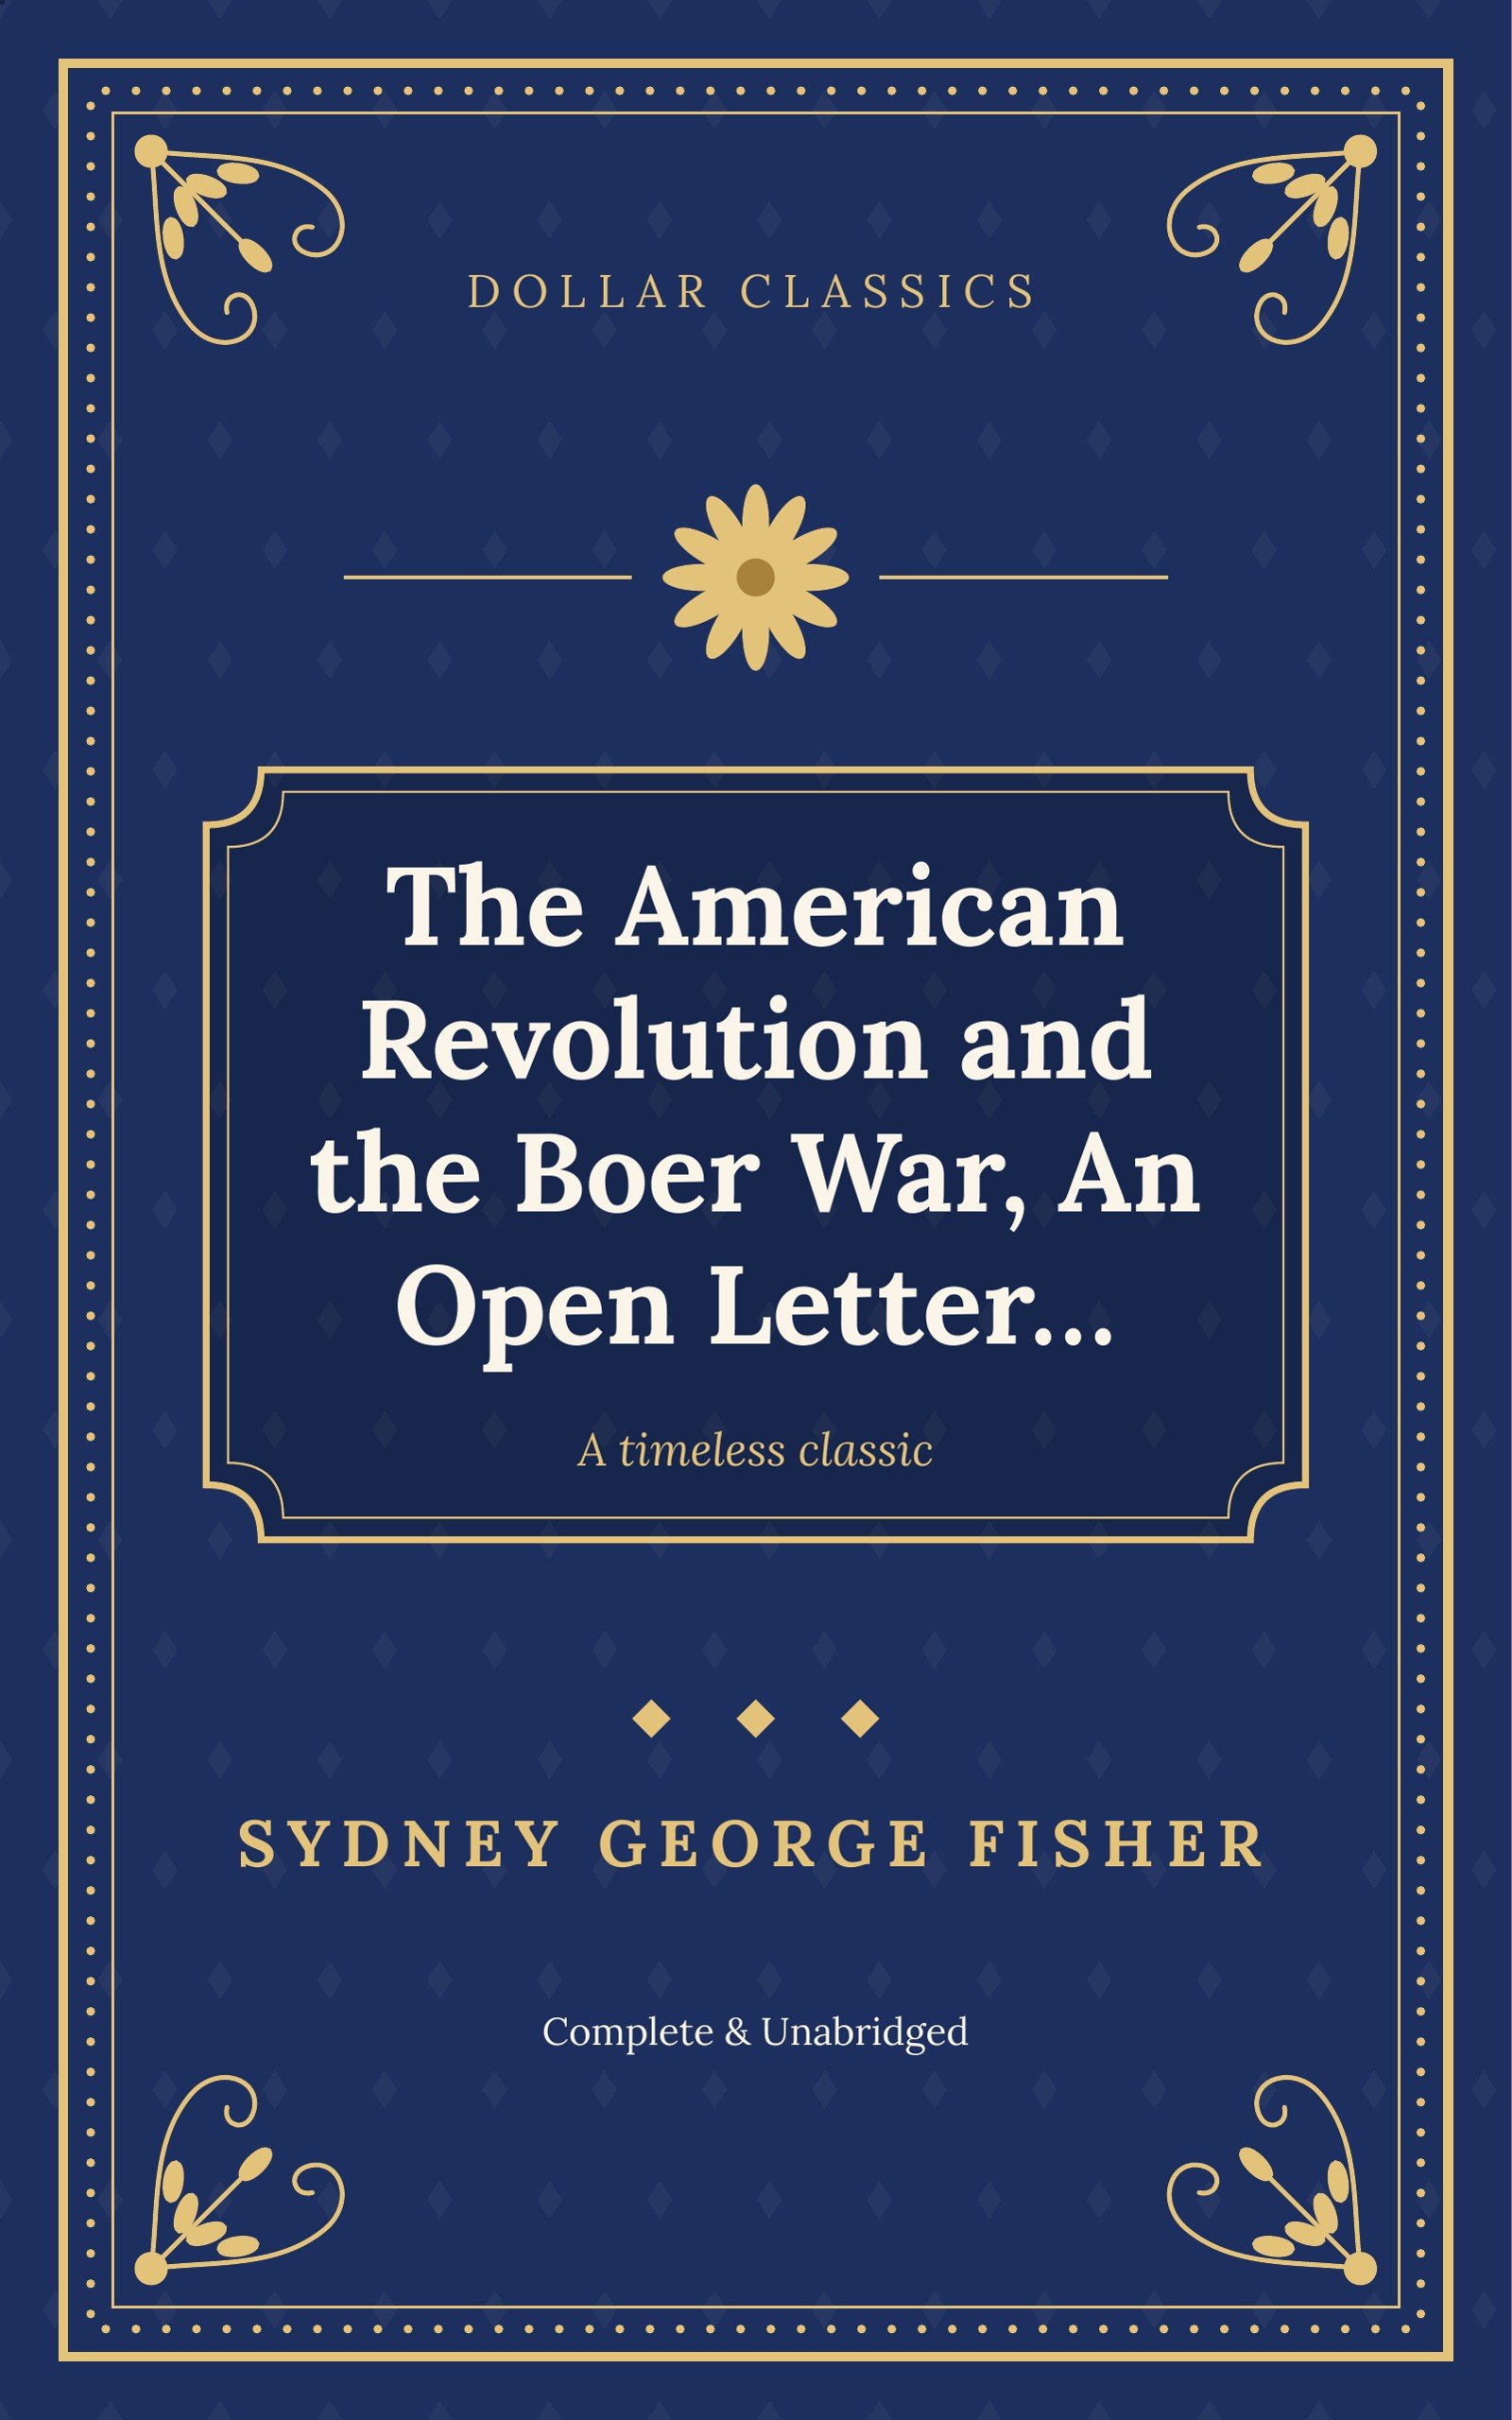 DOLLAR CLASSICS
The American
Revolution and
the Boer War, An
Open Letter...
A timeless classic
SYDNEY GEORGE FISHER
Complete & Unabridged